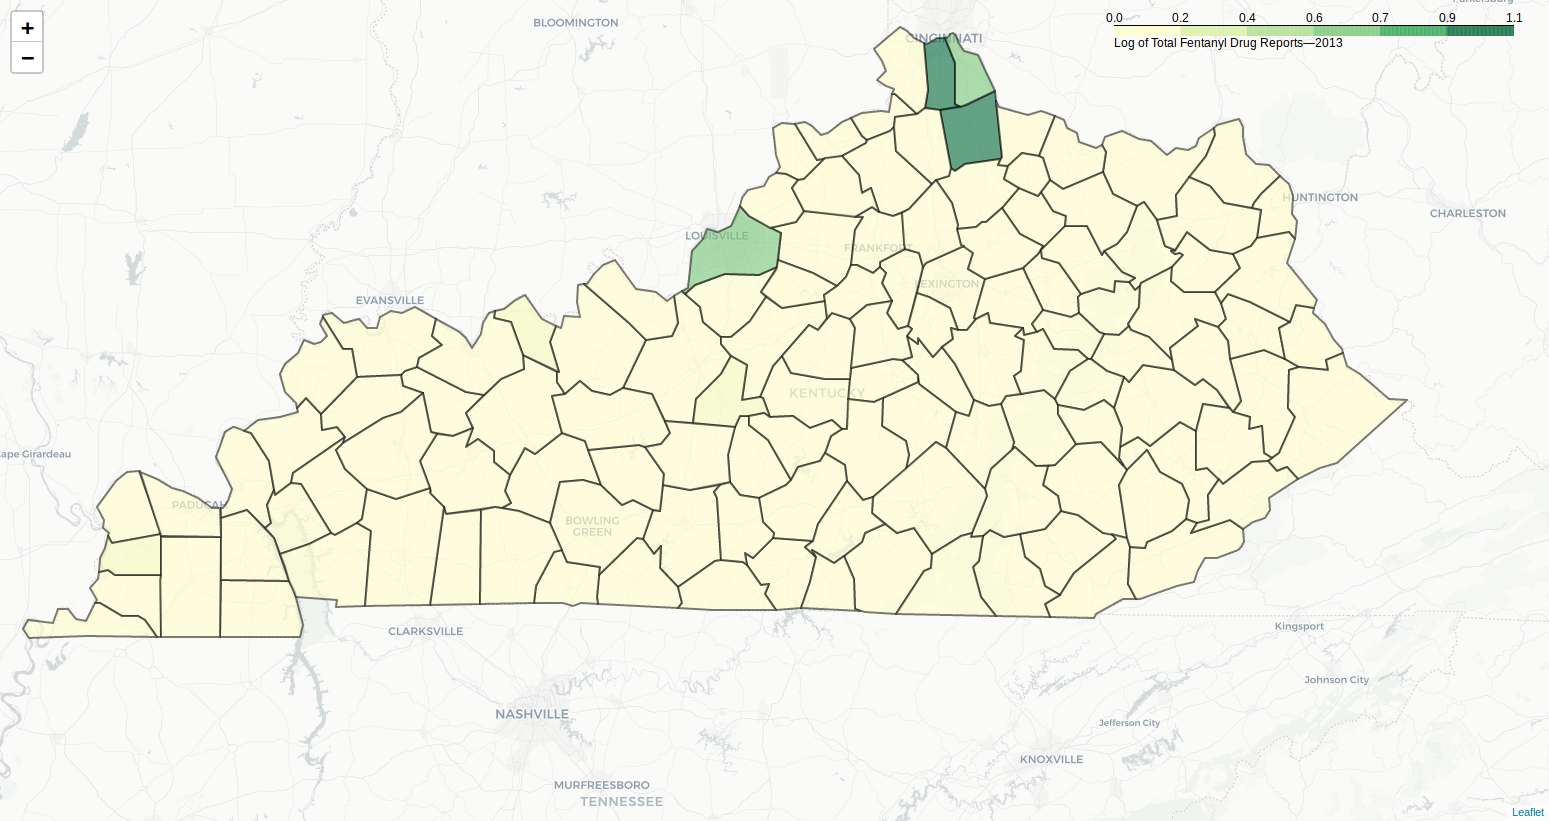 +
−
0.0 0.2 0.4 0.6 0.7 0.9 1.1
Log of Total Fentanyl Drug Reports—2013
Parkersburg
BLOOMINGTON
CINCINNATI
HUNTINGTON
CHARLESTON
LOUISVILLE
FRANKFORT
LEXINGTON
EVANSVILLE
KENTUCKY
Cape Girardeau
PADUCAH
BOWLING
GREEN
CLARKSVILLE
Kingsport
Johnson City
NASHVILLE
Jefferson City
KNOXVILLE
MURFREESBORO
TENNESSEE
Leaflet